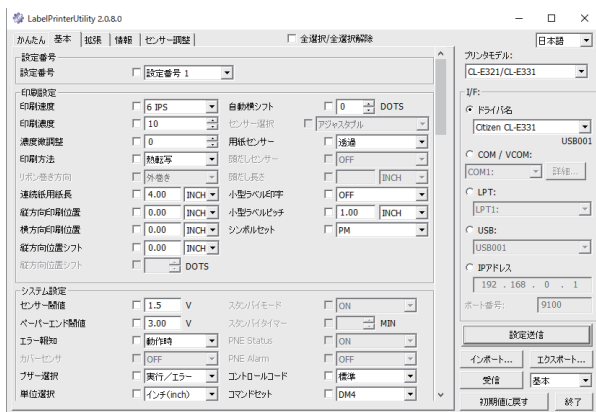 LabelPrinterUtility 2.0.8.0
かんたん 基本 拡張 情報 センサー調整 全選択/全選択解除 日本語
設定番号
設定番号 設定番号 1
印刷設定
印刷速度 6 IPS 自動横シフト 0 DOTS
印刷濃度 10 センサー選択 アジャスタブル
濃度微調整 0 用紙センサー 透過
印刷方法 熱転写 頭だしセンサー OFF
リボン巻き方向 外巻き 頭だし長さ INCH
連続紙用紙長 4.00 INCH 小型ラベル印字 OFF
縦方向印刷位置 0.00 INCH 小型ラベルピッチ 1.00 INCH
横方向印刷位置 0.00 INCH シンボルセット PM
縦方向位置シフト 0.00 INCH
縦方向位置シフト DOTS
システム設定
センサー閾値 1.5 V スタンバイモード ON
ペーパーエンド閾値 3.00 V スタンバイタイマー MIN
エラー報知 動作時 PNE Status ON
カバーセンサ OFF PNE Alarm OFF
ブザー選択 実行/エラー コントロールコード 標準
単位選択 インチ(inch) コマンドセット DM4
プリンタモデル:
CL-E321/CL-E331
I/F:
ドライバ名
Citizen CL-E331
USB001
COM / VCOM:
COM1: 詳細...
LPT:
LPT1:
USB:
USB001
IPアドレス
192 . 168 . 0 . 1
ポート番号: 9100
設定送信
インポート... エクスポート...
受信 基本
初期値に戻す 終了